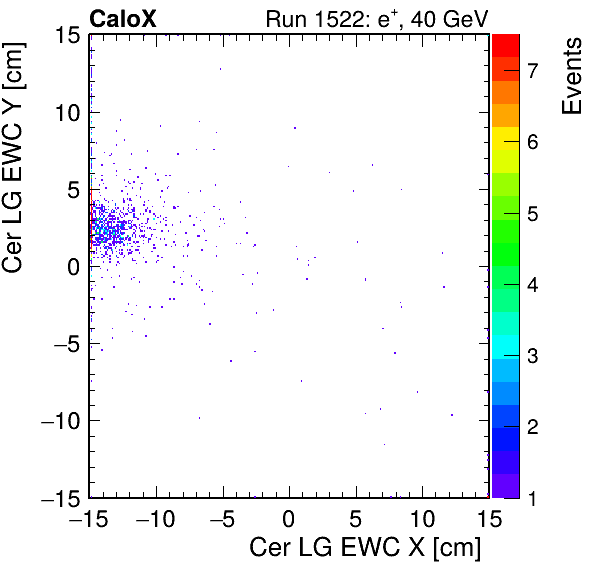 CaloX Run 1522: e+, 40 GeV
Cer LG EWC Y [cm]
15
10
5
0
−5
−10
−15
−15 −10 −5 0 5 10 15
Cer LG EWC X [cm]
Events
7
6
5
4
3
2
1